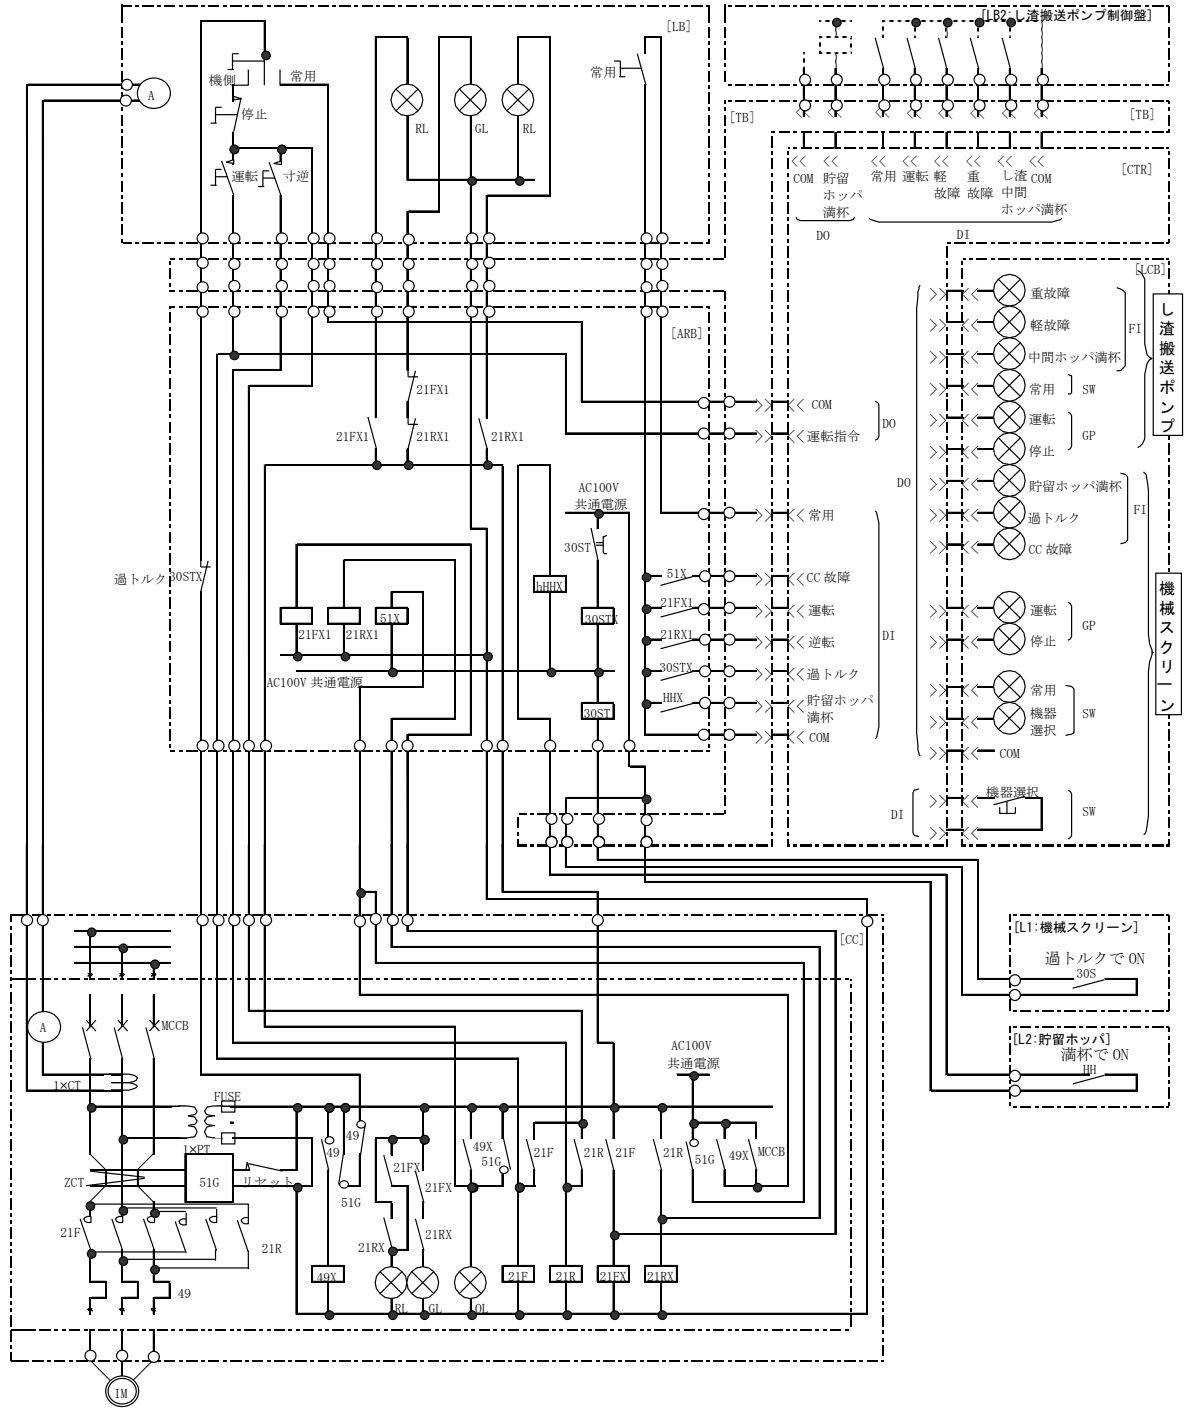 [LB]
機側
常用
停止
運転
寸逆
A
RL
GL
RL
常用
[LB2:し渣搬送ポンプ制御盤]
[TB]
[TB]
[CTR]
COM
貯留
ホッパ
満杯
常用
運転
軽
故障
重
故障
し渣
中間
ホッパ満杯
COM
DO
DI
[LCB]
重故障
軽故障
中間ホッパ満杯
FI
常用
SW
運転
停止
GP
し渣搬送ポンプ
貯留ホッパ満杯
過トルク
CC故障
FI
運転
停止
GP
常用
機器
選択
SW
COM
機器選択
SW
機械スクリーン
DO
DI
[ARB]
21FX1
21FX1
21RX1
21RX1
COM
運転指令
DO
AC100V
共通電源
30ST
常用
過トルク
30STX
hHHX
30STX
30ST
21FX1
21RX1
51X
AC100V 共通電源
51X
CC故障
21FX1
運転
21RX1
逆転
30STX
過トルク
HHX
貯留ホッパ
満杯
COM
DI
[CC]
A
MCCB
1×CT
FUSE
1×PT
ZCT
51G
リセット
21F
21R
49
49
49
51G
21FX
21FX
21RX
21RX
49X
51G
21F
21R
21F
21R
AC100V
共通電源
51G
49X
MCCB
49X
RL
GL
OL
21F
21R
21FX
21RX
IM
[L1:機械スクリーン]
過トルクで ON
30S
[L2:貯留ホッパ]
満杯で ON
HH